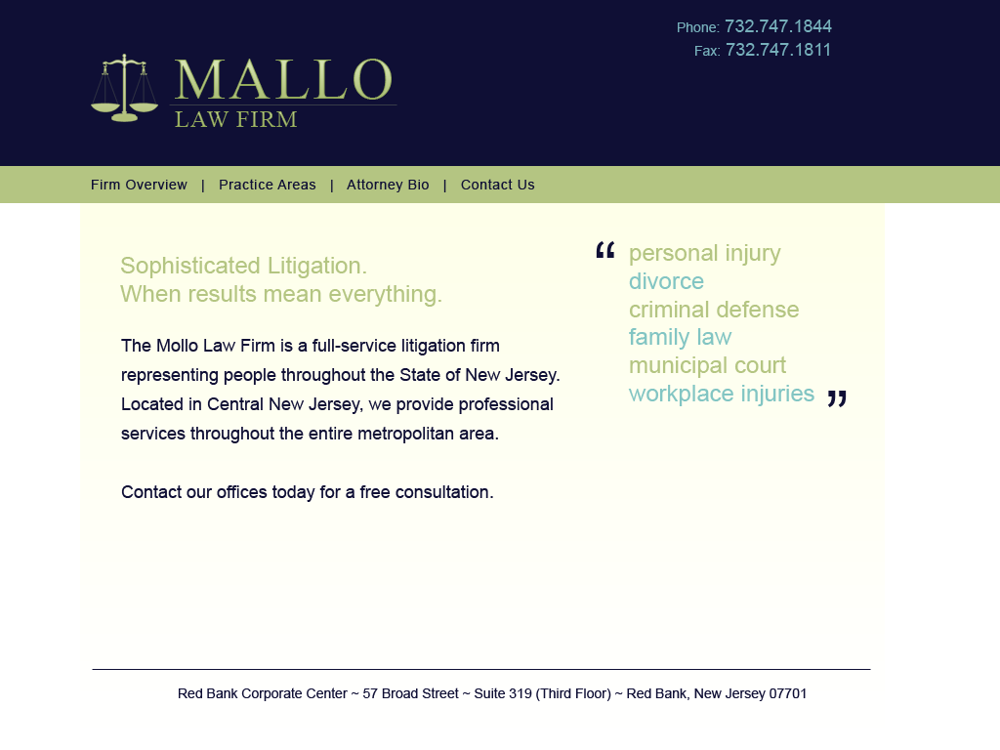 Phone: 732.747.1844
Fax: 732.747.1811
MALLO
LAW FIRM
Firm Overview | Practice Areas | Attorney Bio | Contact Us
Sophisticated Litigation.
When results mean everything.
The Mollo Law Firm is a full-service litigation firm
representing people throughout the State of New Jersey.
Located in Central New Jersey, we provide professional
services throughout the entire metropolitan area.
Contact our offices today for a free consultation.
“ personal injury
divorce
criminal defense
family law
municipal court
workplace injuries ”
Red Bank Corporate Center ~ 57 Broad Street ~ Suite 319 (Third Floor) ~ Red Bank, New Jersey 07701